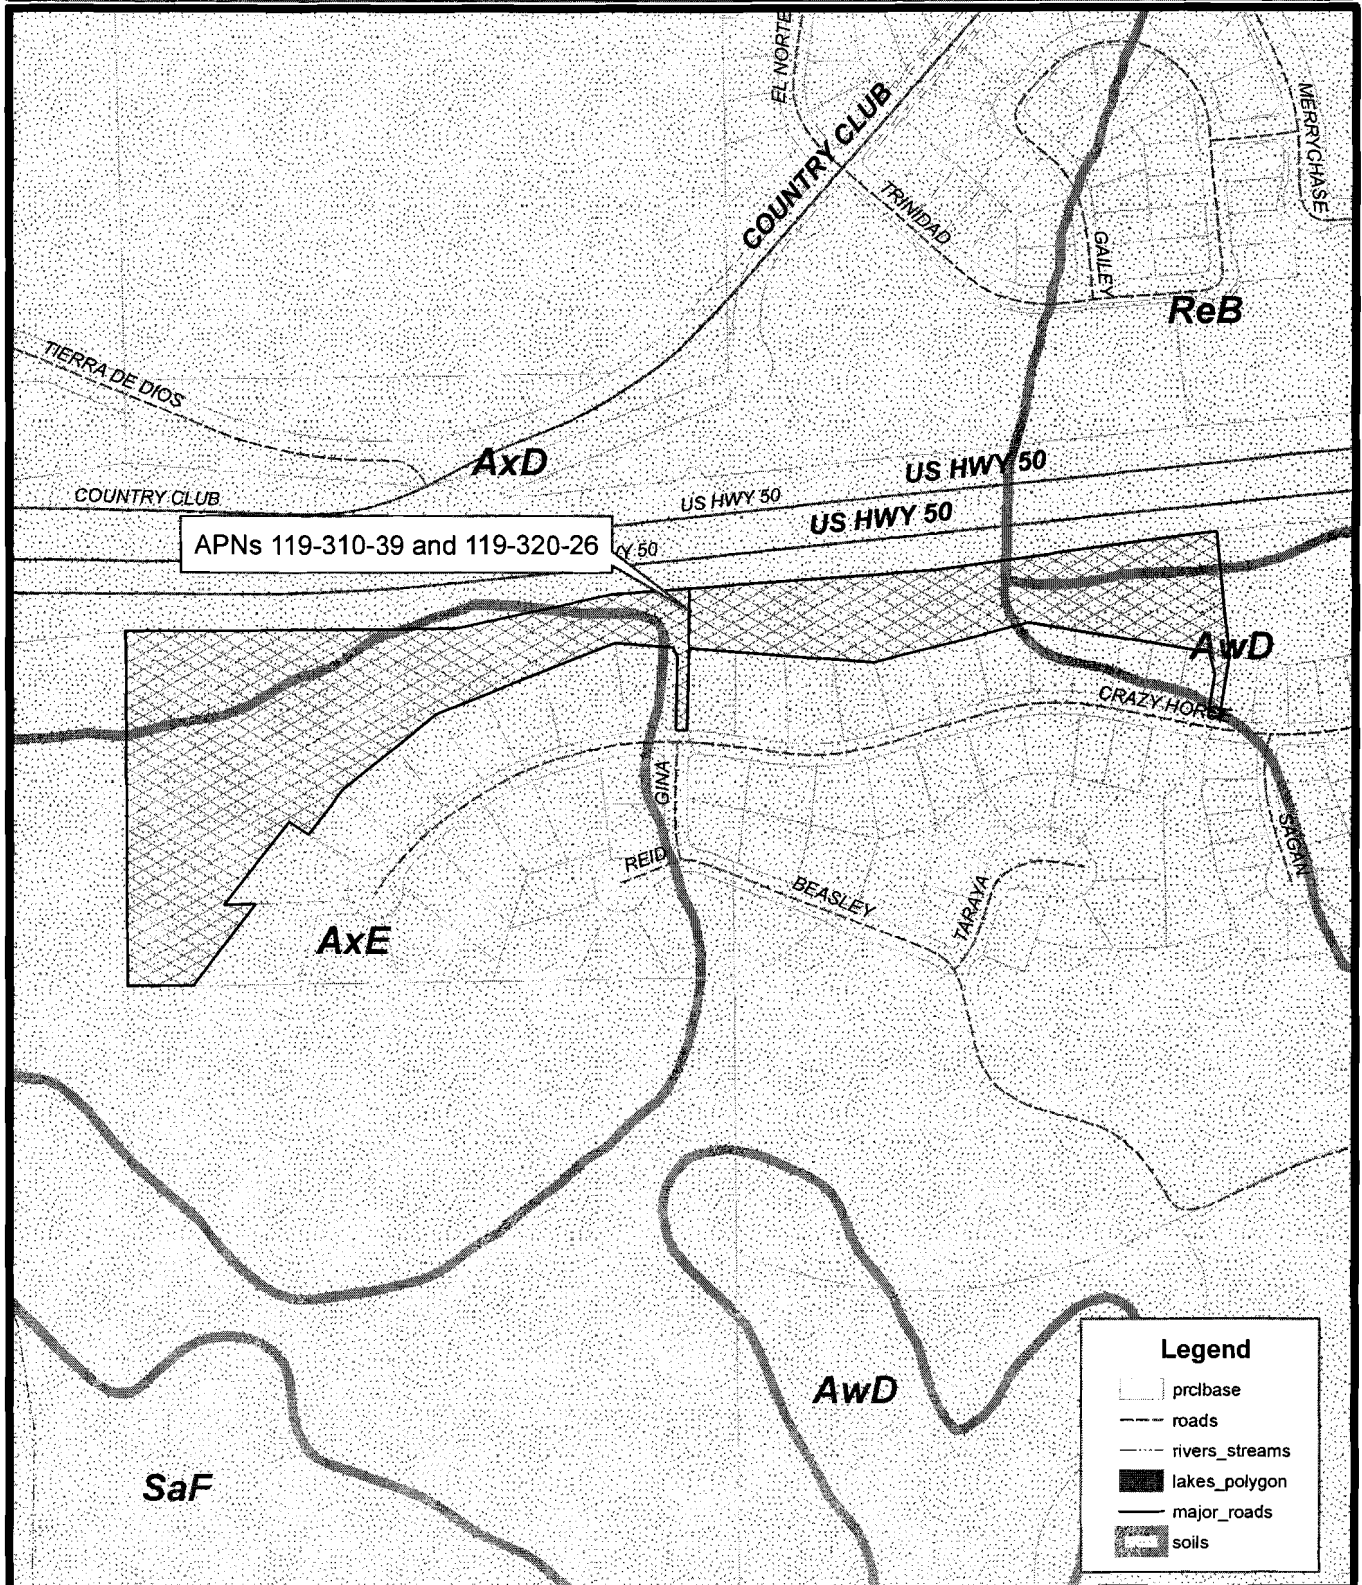 EL NORTE
COUNTRY CLUB
MERRYCHASE
TRINIDAD
GAILEY
ReB
TIERRA DE DIOS
AxD
US HWY 50
COUNTRY CLUB
US HWY 50
US HWY 50
APNs 119-310-39 and 119-320-26
Y 50
AwD
CRAZY HORSE
GINA
SAGAN
REID
BEASLEY
TARAYA
AxE
AwD
SaF
Legend
prclbase
roads
rivers_streams
lakes_polygon
major_roads
soils